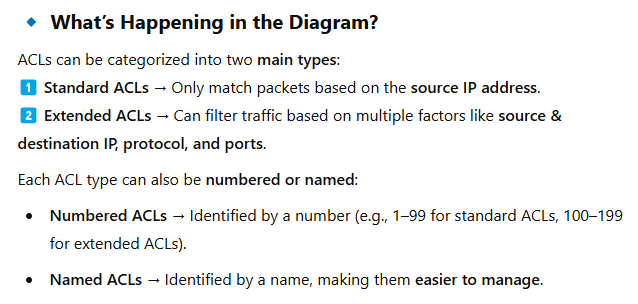 🔹 What's Happening in the Diagram?
ACLs can be categorized into two main types:
1️⃣ Standard ACLs → Only match packets based on the source IP address.
2️⃣ Extended ACLs → Can filter traffic based on multiple factors like source &
destination IP, protocol, and ports.
Each ACL type can also be numbered or named:
• Numbered ACLs → Identified by a number (e.g., 1–99 for standard ACLs, 100–199
for extended ACLs).
• Named ACLs → Identified by a name, making them easier to manage.